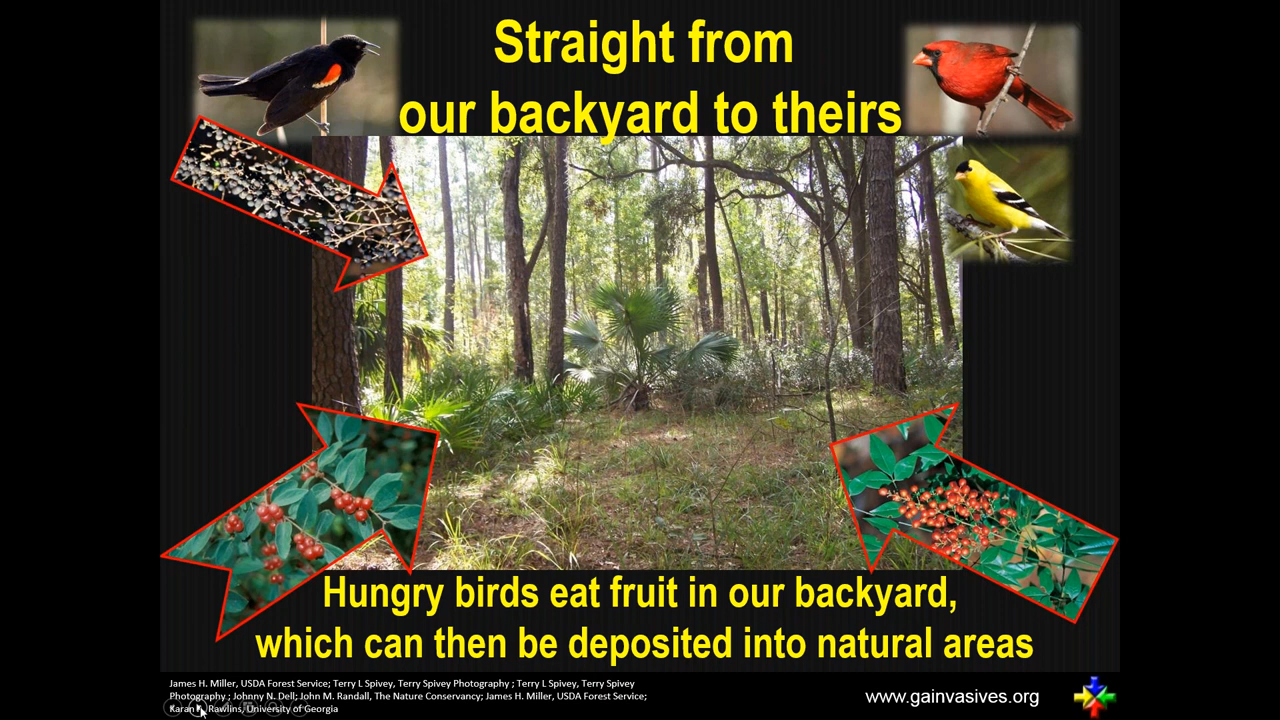 Straight from
our backyard to theirs
Hungry birds eat fruit in our backyard,
which can then be deposited into natural areas
James H. Miller, USDA Forest Service; Terry L Spivey, Terry Spivey Photography ; Terry L Spivey, Terry Spivey
Photography ; Johnny N. Dell; John M. Randall, The Nature Conservancy; James H. Miller, USDA Forest Service;
Karan Rawlins, University of Georgia
www.gainvasives.org